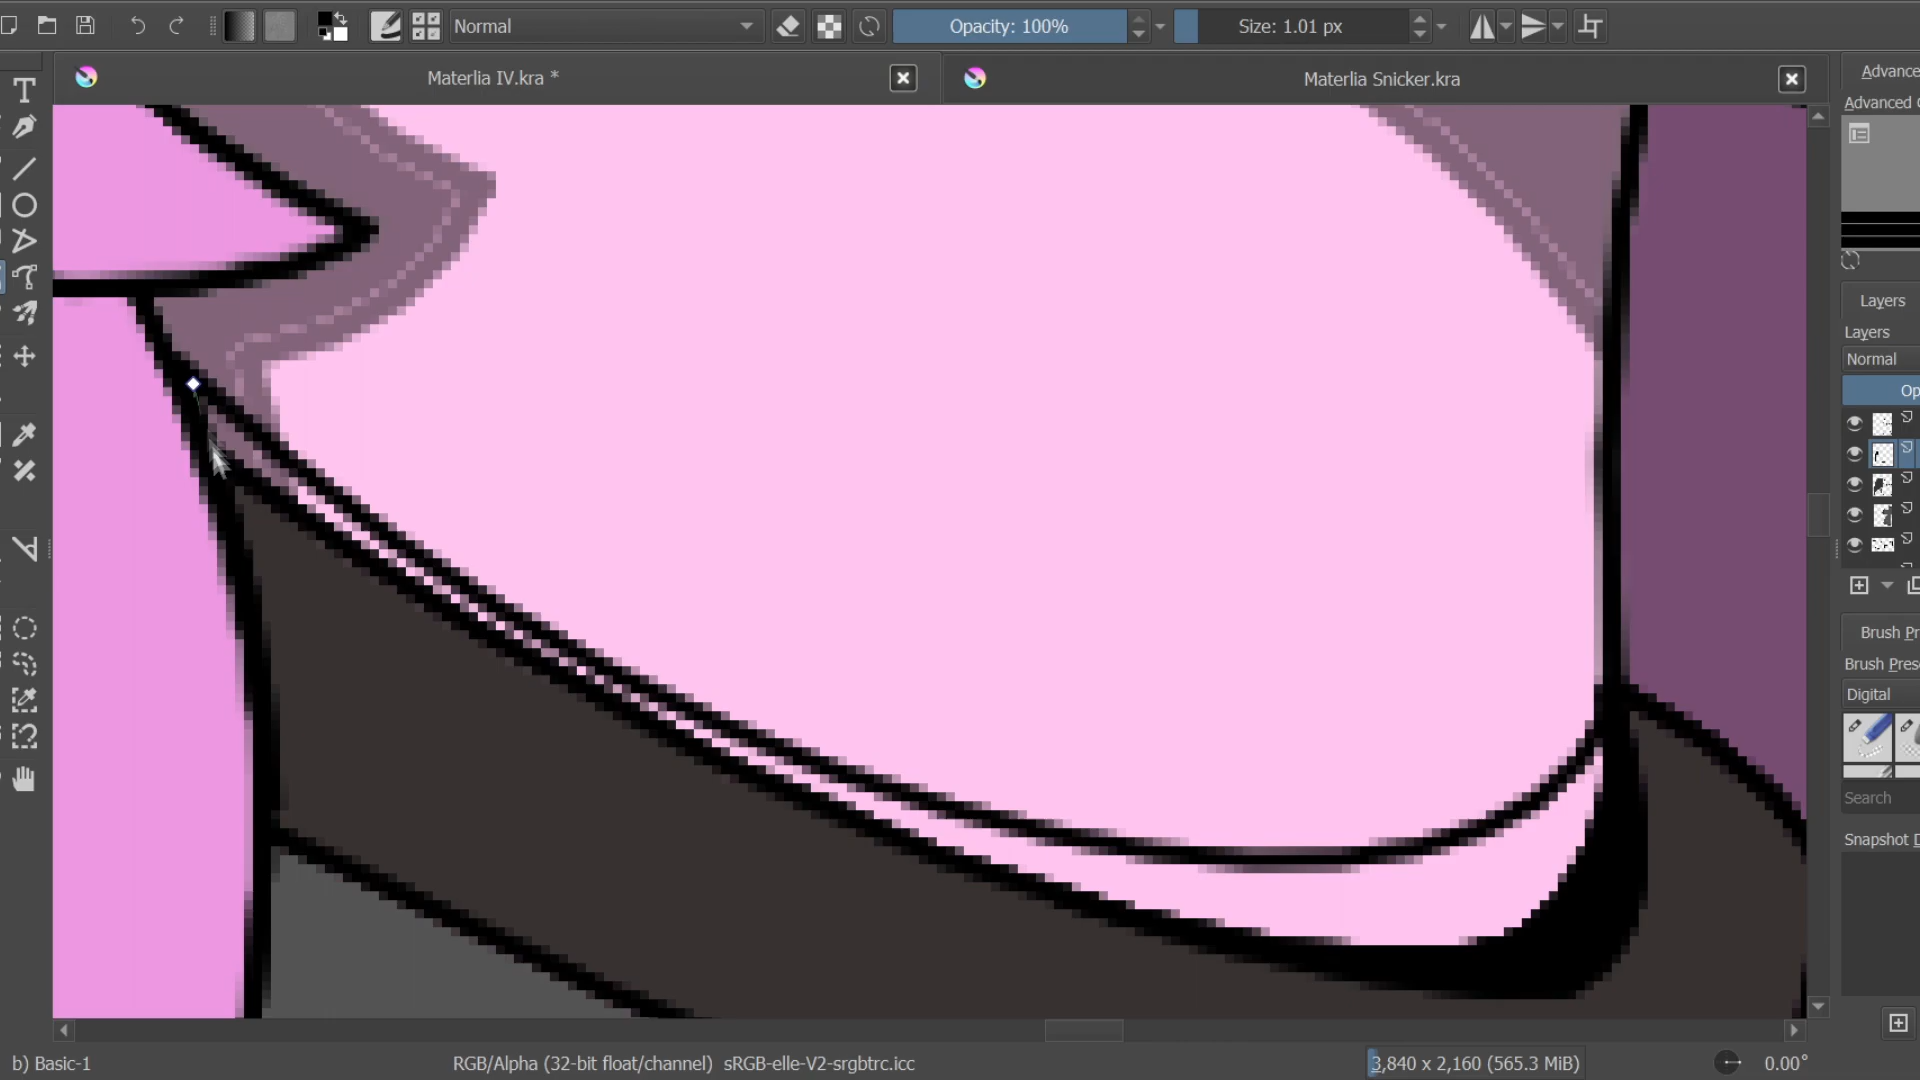 Normal
Opacity: 100%
Size: 1.01 px
Materlia IV.kra *
Materlia Snicker.kra
Advance
Advanced
Layers
Layers
Normal
Op
Brush Pr
Brush Prese
Digital
Search
Snapshot D
b) Basic-1
RGB/Alpha (32-bit float/channel) sRGB-elle-V2-srgbtrc.icc
3,840 x 2,160 (565.3 MiB)
0.00°